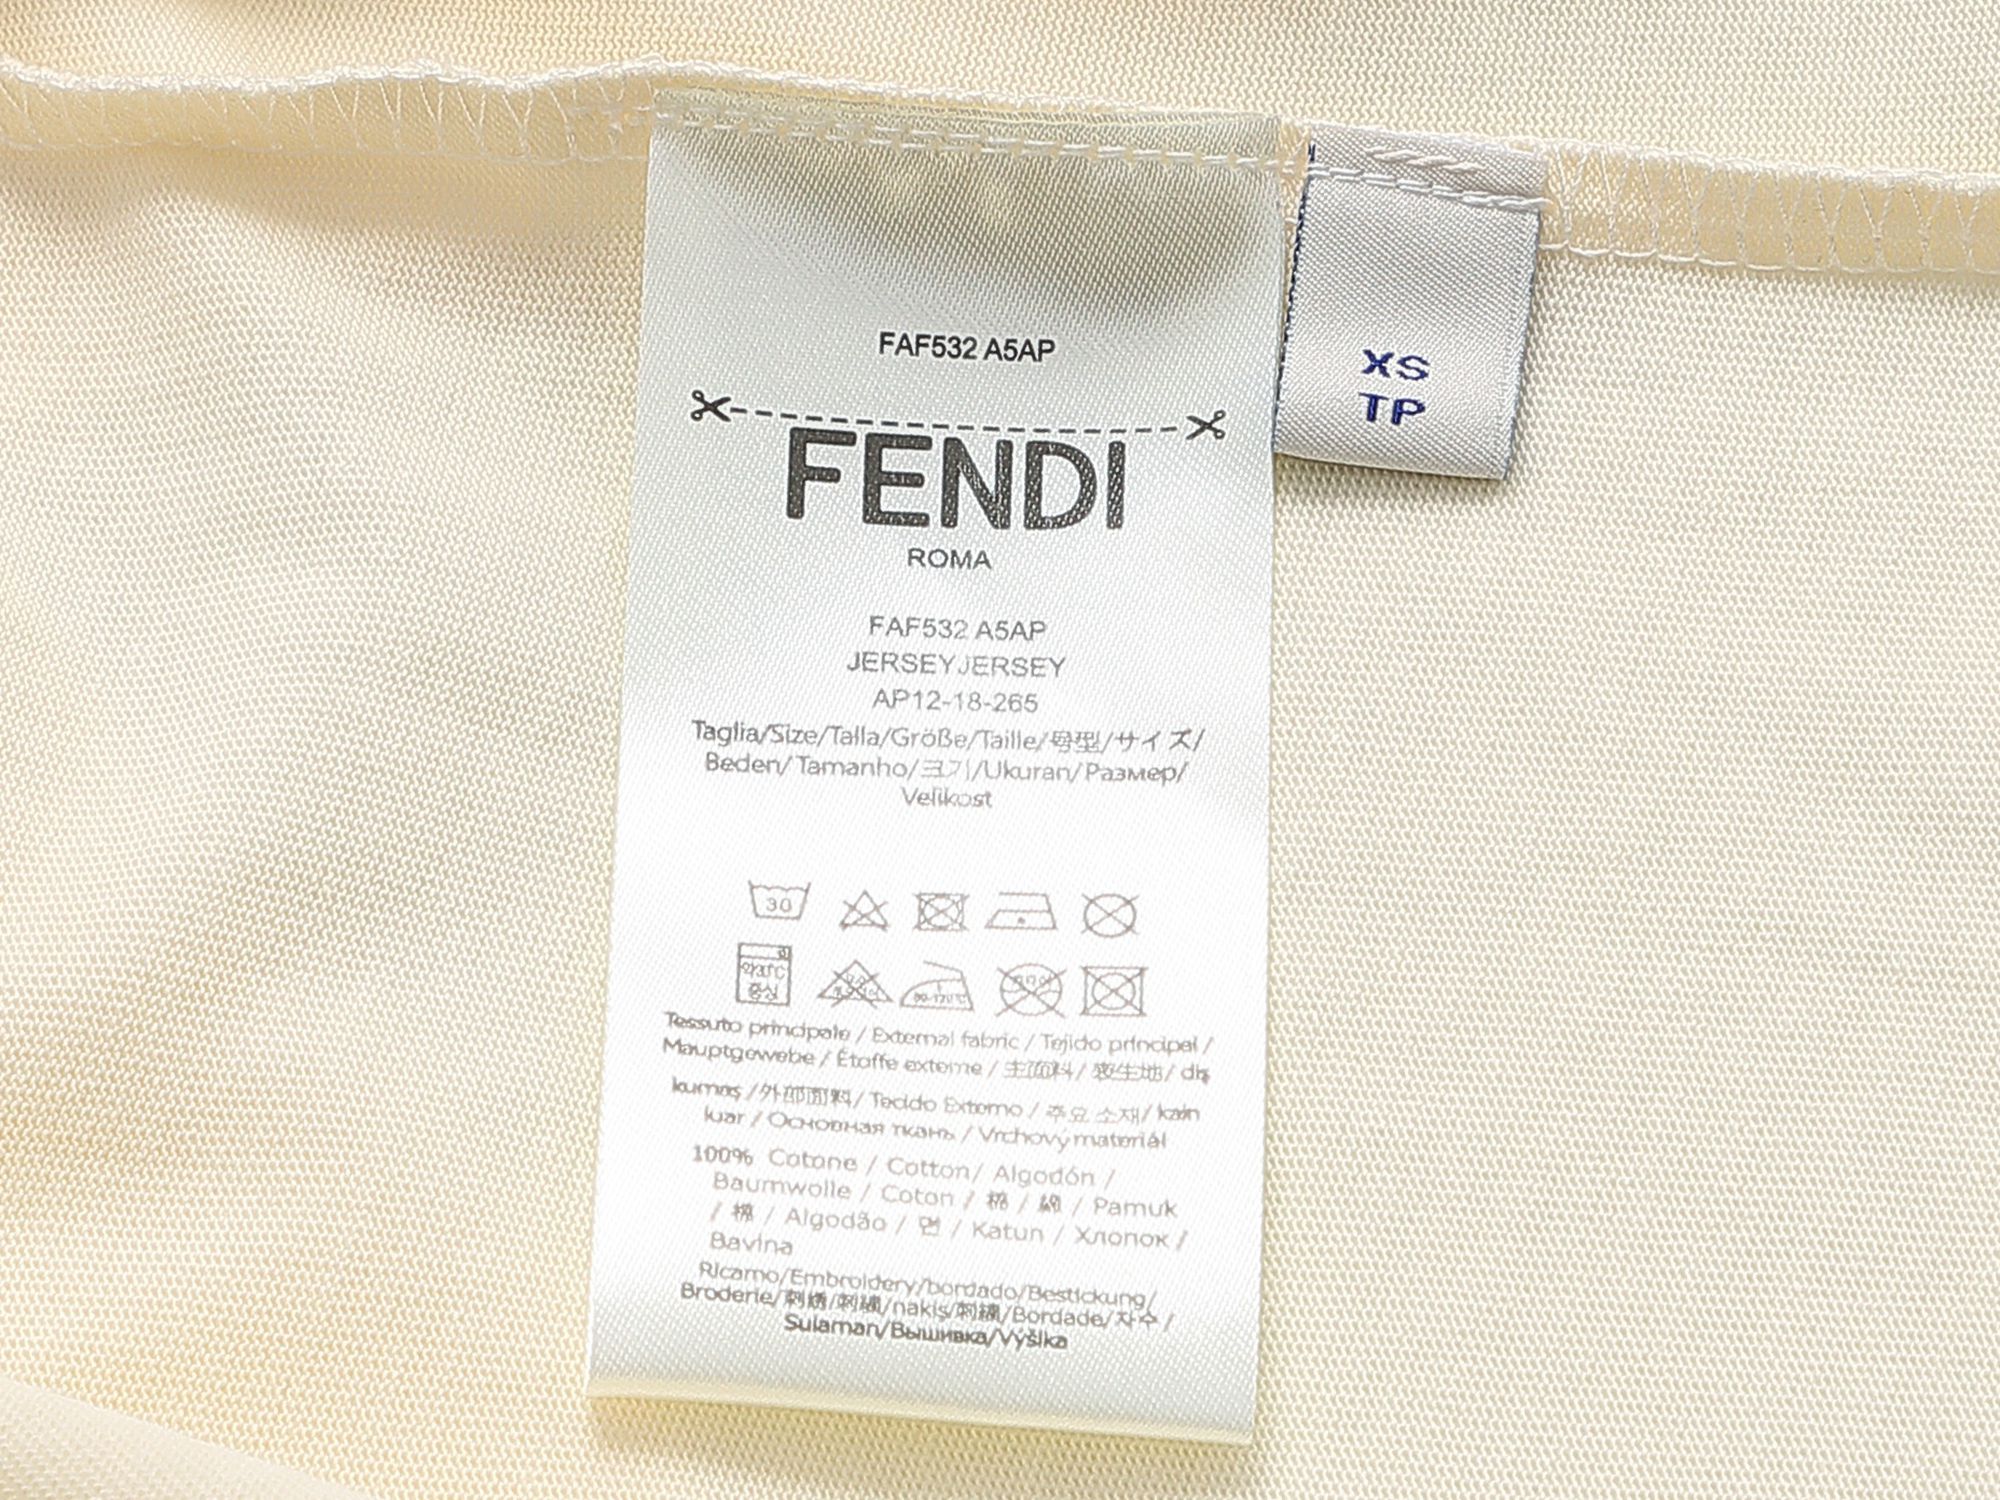 FAF532 A5AP
FENDI
ROMA
FAF532 A5AP
JERSEYJERSEY
AP12-18-265
Taglia/Size/Talla/Größe/Taille/号型/サイズ/
Beden/Tamanho/크기/Ukuran/Размер/
Velikost
30
Tessuto principale / External fabric / Tejido principal /
Mauptgewebe / Étoffe externe / 主面料 / 表生地 / dış
kumaş / 外部面料 / Tecido Externo / 주요 소재 / kain
luar / Основная ткань / Vrchový materiál
100% Cotone / Cotton / Algodón /
Baumwolle / Coton / 棉 / 綿 / Pamuk
/ 棉 / Algodão / 면 / Katun / Хлопок /
Bavlna
Ricamo/Embroidery/bordado/Bestickung/
Broderie/刺绣/刺繍/nakış/刺繡/Bordade/자수/
Sulaman/Вышивка/Výšlka
XS
TP